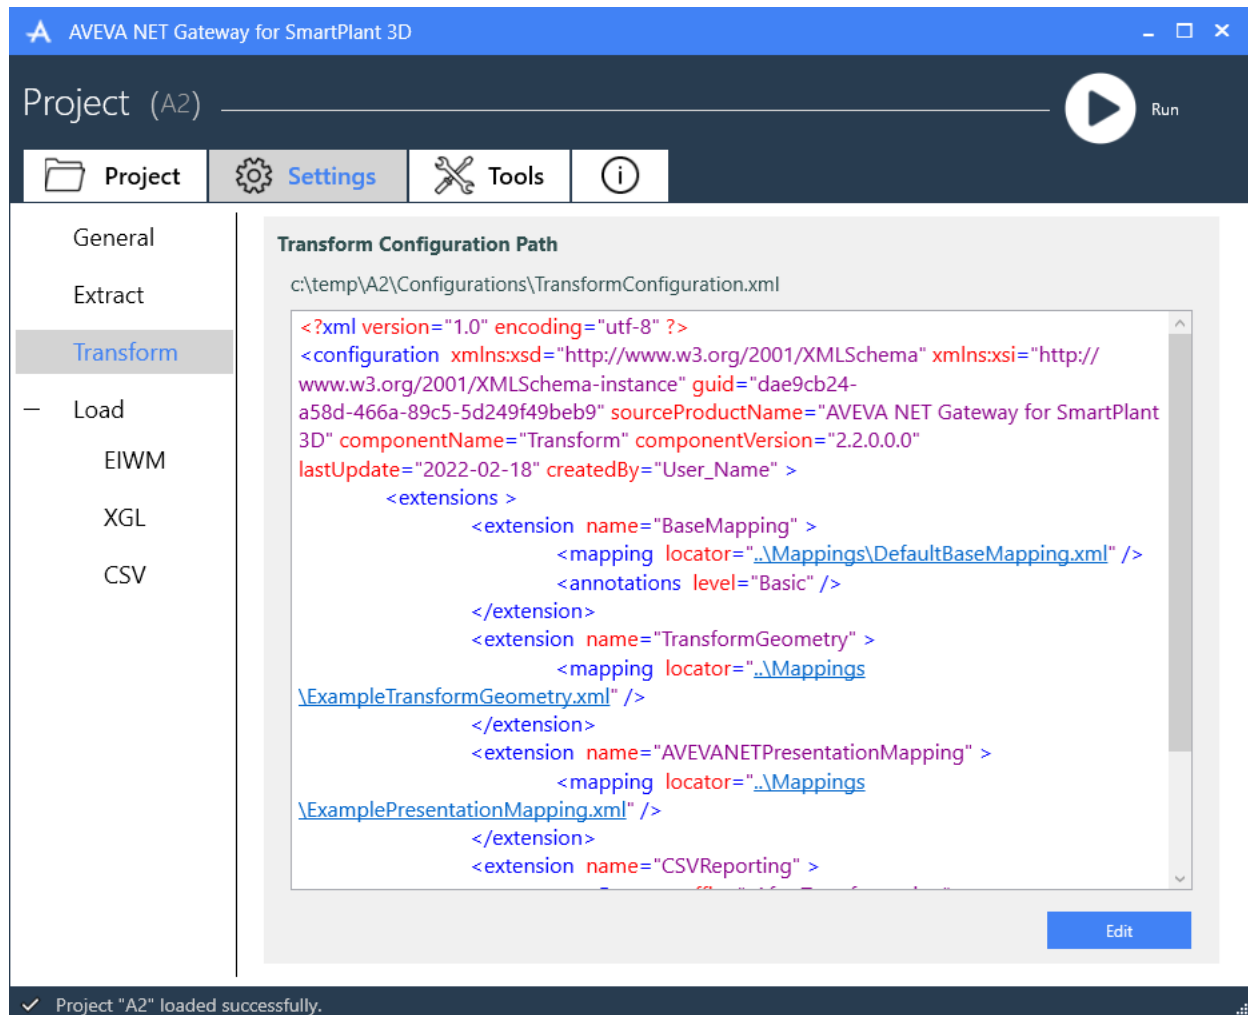 AVEVA NET Gateway for SmartPlant 3D
Project (A2)
Run
Project
Settings
Tools
General
Extract
Transform
Load
EIWM
XGL
CSV
Transform Configuration Path
c:\temp\A2\Configurations\TransformConfiguration.xml
<?xml version="1.0" encoding="utf-8" ?>
<configuration xmlns:xsd="http://www.w3.org/2001/XMLSchema" xmlns:xsi="http://
www.w3.org/2001/XMLSchema-instance" guid="dae9cb24-
a58d-466a-89c5-5d249f49beb9" sourceProductName="AVEVA NET Gateway for SmartPlant
3D" componentName="Transform" componentVersion="2.2.0.0.0"
lastUpdate="2022-02-18" createdBy="User_Name" >
<extensions >
<extension name="BaseMapping" >
<mapping locator="..\Mappings\DefaultBaseMapping.xml" />
<annotations level="Basic" />
</extension>
<extension name="TransformGeometry" >
<mapping locator="..\Mappings
\ExampleTransformGeometry.xml" />
</extension>
<extension name="AVEVANETPresentationMapping" >
<mapping locator="..\Mappings
\ExamplePresentationMapping.xml" />
</extension>
<extension name="CSVReporting" >
Edit
Project "A2" loaded successfully.